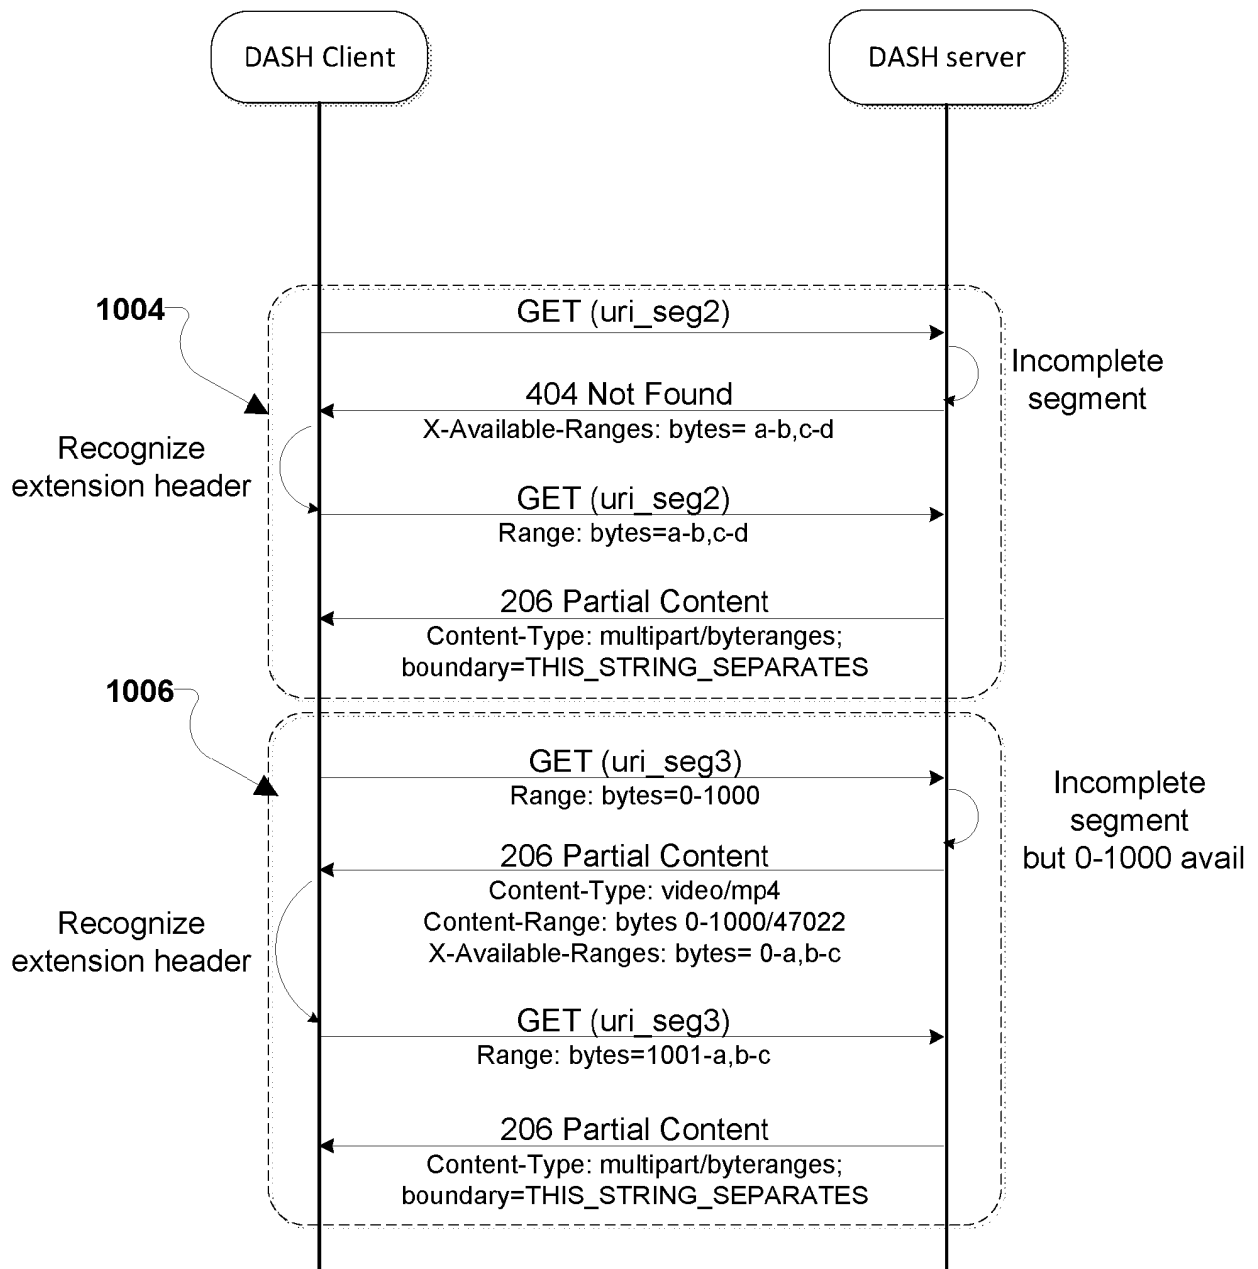 DASH Client
DASH server
1004
GET (uri_seg2)
Incomplete
segment
404 Not Found
X-Available-Ranges: bytes= a-b,c-d
Recognize
extension header
GET (uri_seg2)
Range: bytes=a-b,c-d
206 Partial Content
Content-Type: multipart/byteranges;
boundary=THIS_STRING_SEPARATES
1006
GET (uri_seg3)
Range: bytes=0-1000
Incomplete
segment
but 0-1000 avail
206 Partial Content
Content-Type: video/mp4
Content-Range: bytes 0-1000/47022
X-Available-Ranges: bytes= 0-a,b-c
Recognize
extension header
GET (uri_seg3)
Range: bytes=1001-a,b-c
206 Partial Content
Content-Type: multipart/byteranges;
boundary=THIS_STRING_SEPARATES